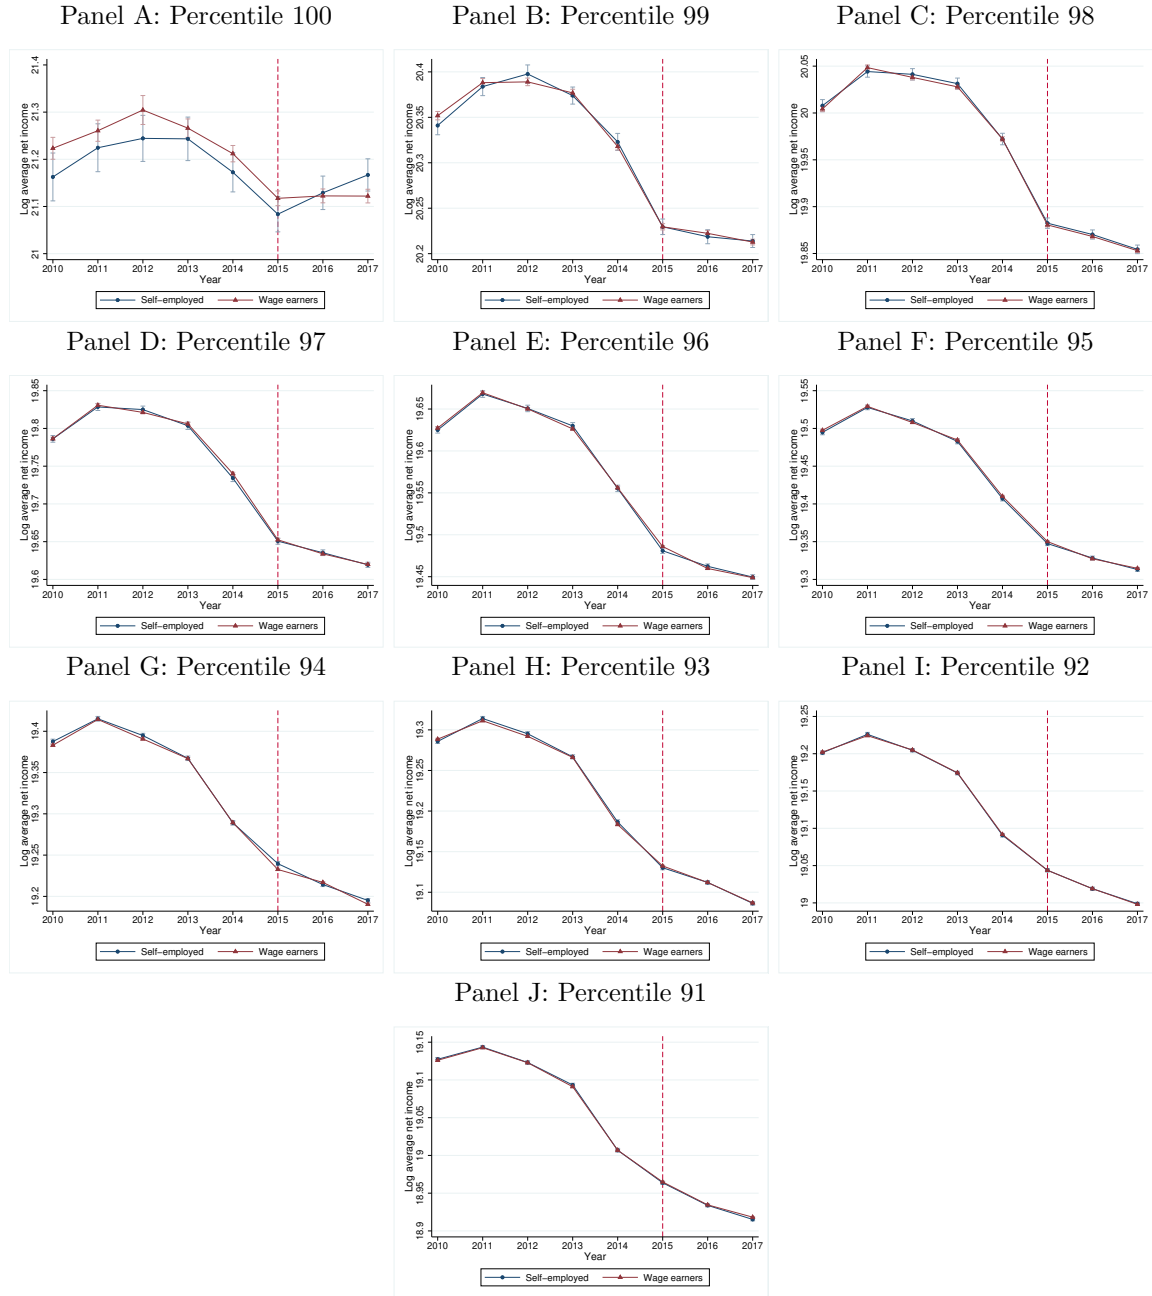 Panel A: Percentile 100
Log average net income
21 21.1 21.2 21.3 21.4
2010 2011 2012 2013 2014 2015 2016 2017
Year
Self−employed Wage earners
Panel B: Percentile 99
Log average net income
20.2 20.25 20.3 20.35 20.4
2010 2011 2012 2013 2014 2015 2016 2017
Year
Self−employed Wage earners
Panel C: Percentile 98
Log average net income
19.85 19.9 19.95 20 20.05
2010 2011 2012 2013 2014 2015 2016 2017
Year
Self−employed Wage earners
Panel D: Percentile 97
Log average net income
19.6 19.65 19.7 19.75 19.8 19.85
2010 2011 2012 2013 2014 2015 2016 2017
Year
Self−employed Wage earners
Panel E: Percentile 96
Log average net income
19.45 19.5 19.55 19.6 19.65
2010 2011 2012 2013 2014 2015 2016 2017
Year
Self−employed Wage earners
Panel F: Percentile 95
Log average net income
19.3 19.35 19.4 19.45 19.5 19.55
2010 2011 2012 2013 2014 2015 2016 2017
Year
Self−employed Wage earners
Panel G: Percentile 94
Log average net income
19.2 19.25 19.3 19.35 19.4
2010 2011 2012 2013 2014 2015 2016 2017
Year
Self−employed Wage earners
Panel H: Percentile 93
Log average net income
19.1 19.15 19.2 19.25 19.3
2010 2011 2012 2013 2014 2015 2016 2017
Year
Self−employed Wage earners
Panel I: Percentile 92
Log average net income
19 19.05 19.1 19.15 19.2 19.25
2010 2011 2012 2013 2014 2015 2016 2017
Year
Self−employed Wage earners
Panel J: Percentile 91
Log average net income
18.9 18.95 19 19.05 19.1 19.15
2010 2011 2012 2013 2014 2015 2016 2017
Year
Self−employed Wage earners